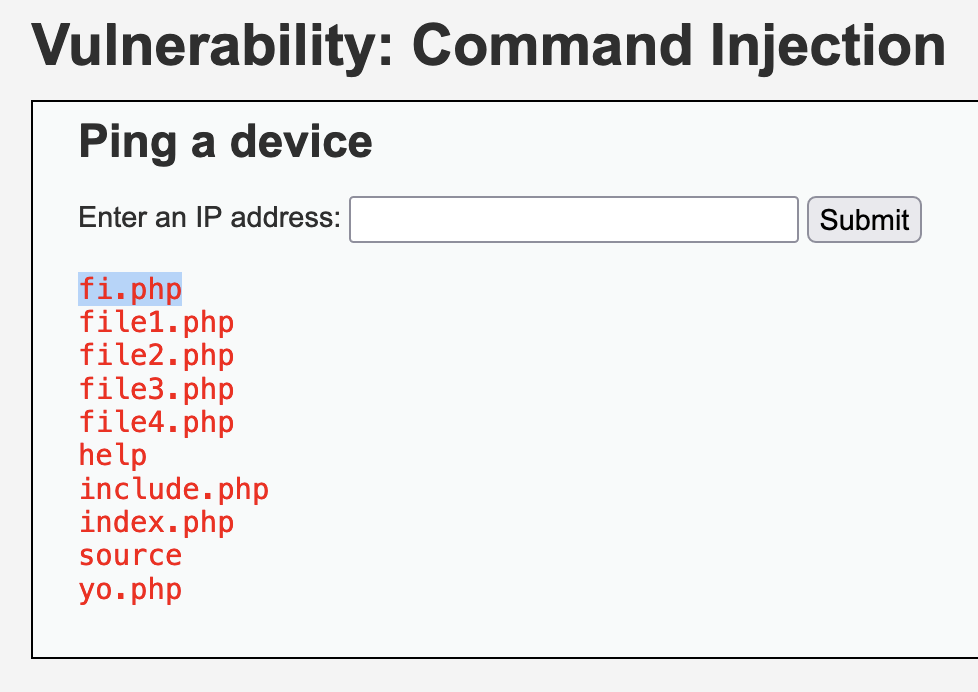 Vulnerability: Command Injection
Ping a device
Enter an IP address: Submit
fi.php
file1.php
file2.php
file3.php
file4.php
help
include.php
index.php
source
yo.php